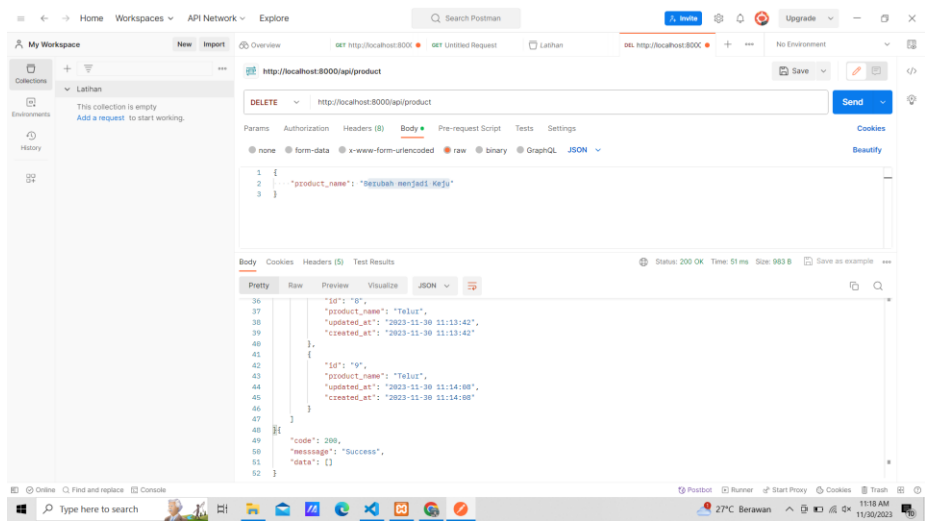 Home Workspaces API Network Explore
Search Postman
Invite
Upgrade
My Workspace
New Import
Overview
GET http://localhost:800(
GET Untitled Request
Latihan
DEL http://localhost:800(
No Environment
Collections
Environments
History
Latihan
This collection is empty
Add a request to start working.
http://localhost:8000/api/product
Save
DELETE http://localhost:8000/api/product
Send
Params Authorization Headers (8) Body Pre-request Script Tests Settings
Cookies
none form-data x-www-form-urlencoded raw binary GraphQL JSON
Beautify
1 {
2 "product_name": "Berubah menjadi Keju"
3 }
Body Cookies Headers (5) Test Results
Status: 200 OK Time: 51 ms Size: 983 B Save as example
Pretty Raw Preview Visualize JSON
36 "id": "8",
37 "product_name": "Telur",
38 "updated_at": "2023-11-30 11:13:42",
39 "created_at": "2023-11-30 11:13:42"
40 },
41 {
42 "id": "9",
43 "product_name": "Telur",
44 "updated_at": "2023-11-30 11:14:08",
45 "created_at": "2023-11-30 11:14:08"
46 }
47 ]
48 }{
49 "code": 200,
50 "messsage": "Success",
51 "data": []
52 }
Online Find and replace Console
Postbot Runner Start Proxy Cookies Trash
Type here to search
27°C Berawan
11:18 AM
11/30/2023